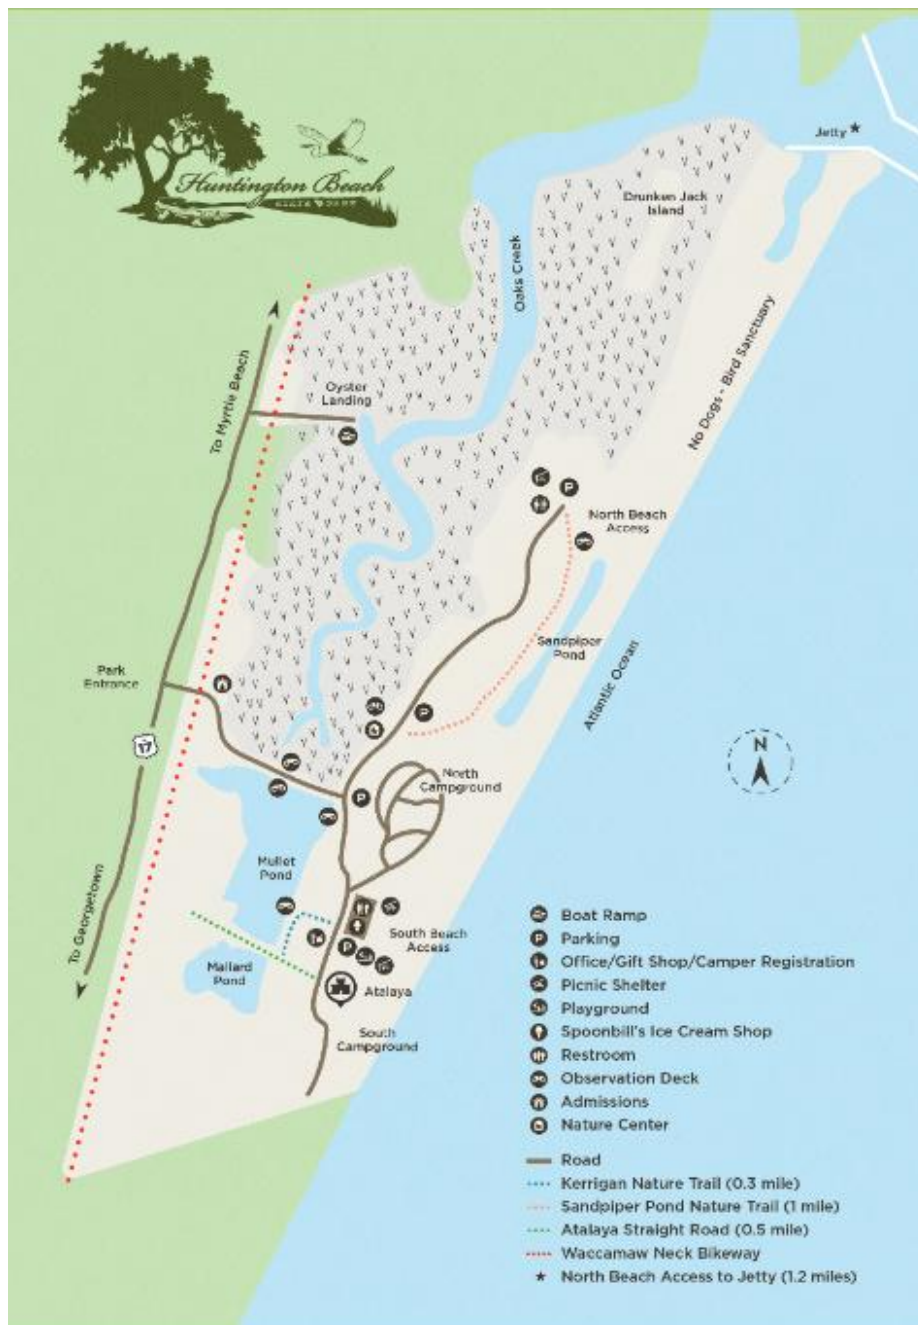 Huntington Beach
STATE PARK
Jetty
Drunken Jack
Island
Oaks Creek
No Dogs - Bird Sanctuary
To Myrtle Beach
Oyster
Landing
North Beach
Access
Sandpiper
Pond
Atlantic Ocean
Park
Entrance
17
N
North
Campground
Mullet
Pond
To Georgetown
South Beach
Access
Mallard
Pond
Atalaya
South
Campground
P
P
P
P
Boat Ramp
P Parking
Office/Gift Shop/Camper Registration
Picnic Shelter
Playground
Spoonbill's Ice Cream Shop
Restroom
Observation Deck
Admissions
Nature Center
Road
Kerrigan Nature Trail (0.3 mile)
Sandpiper Pond Nature Trail (1 mile)
Atalaya Straight Road (0.5 mile)
Waccamaw Neck Bikeway
North Beach Access to Jetty (1.2 miles)